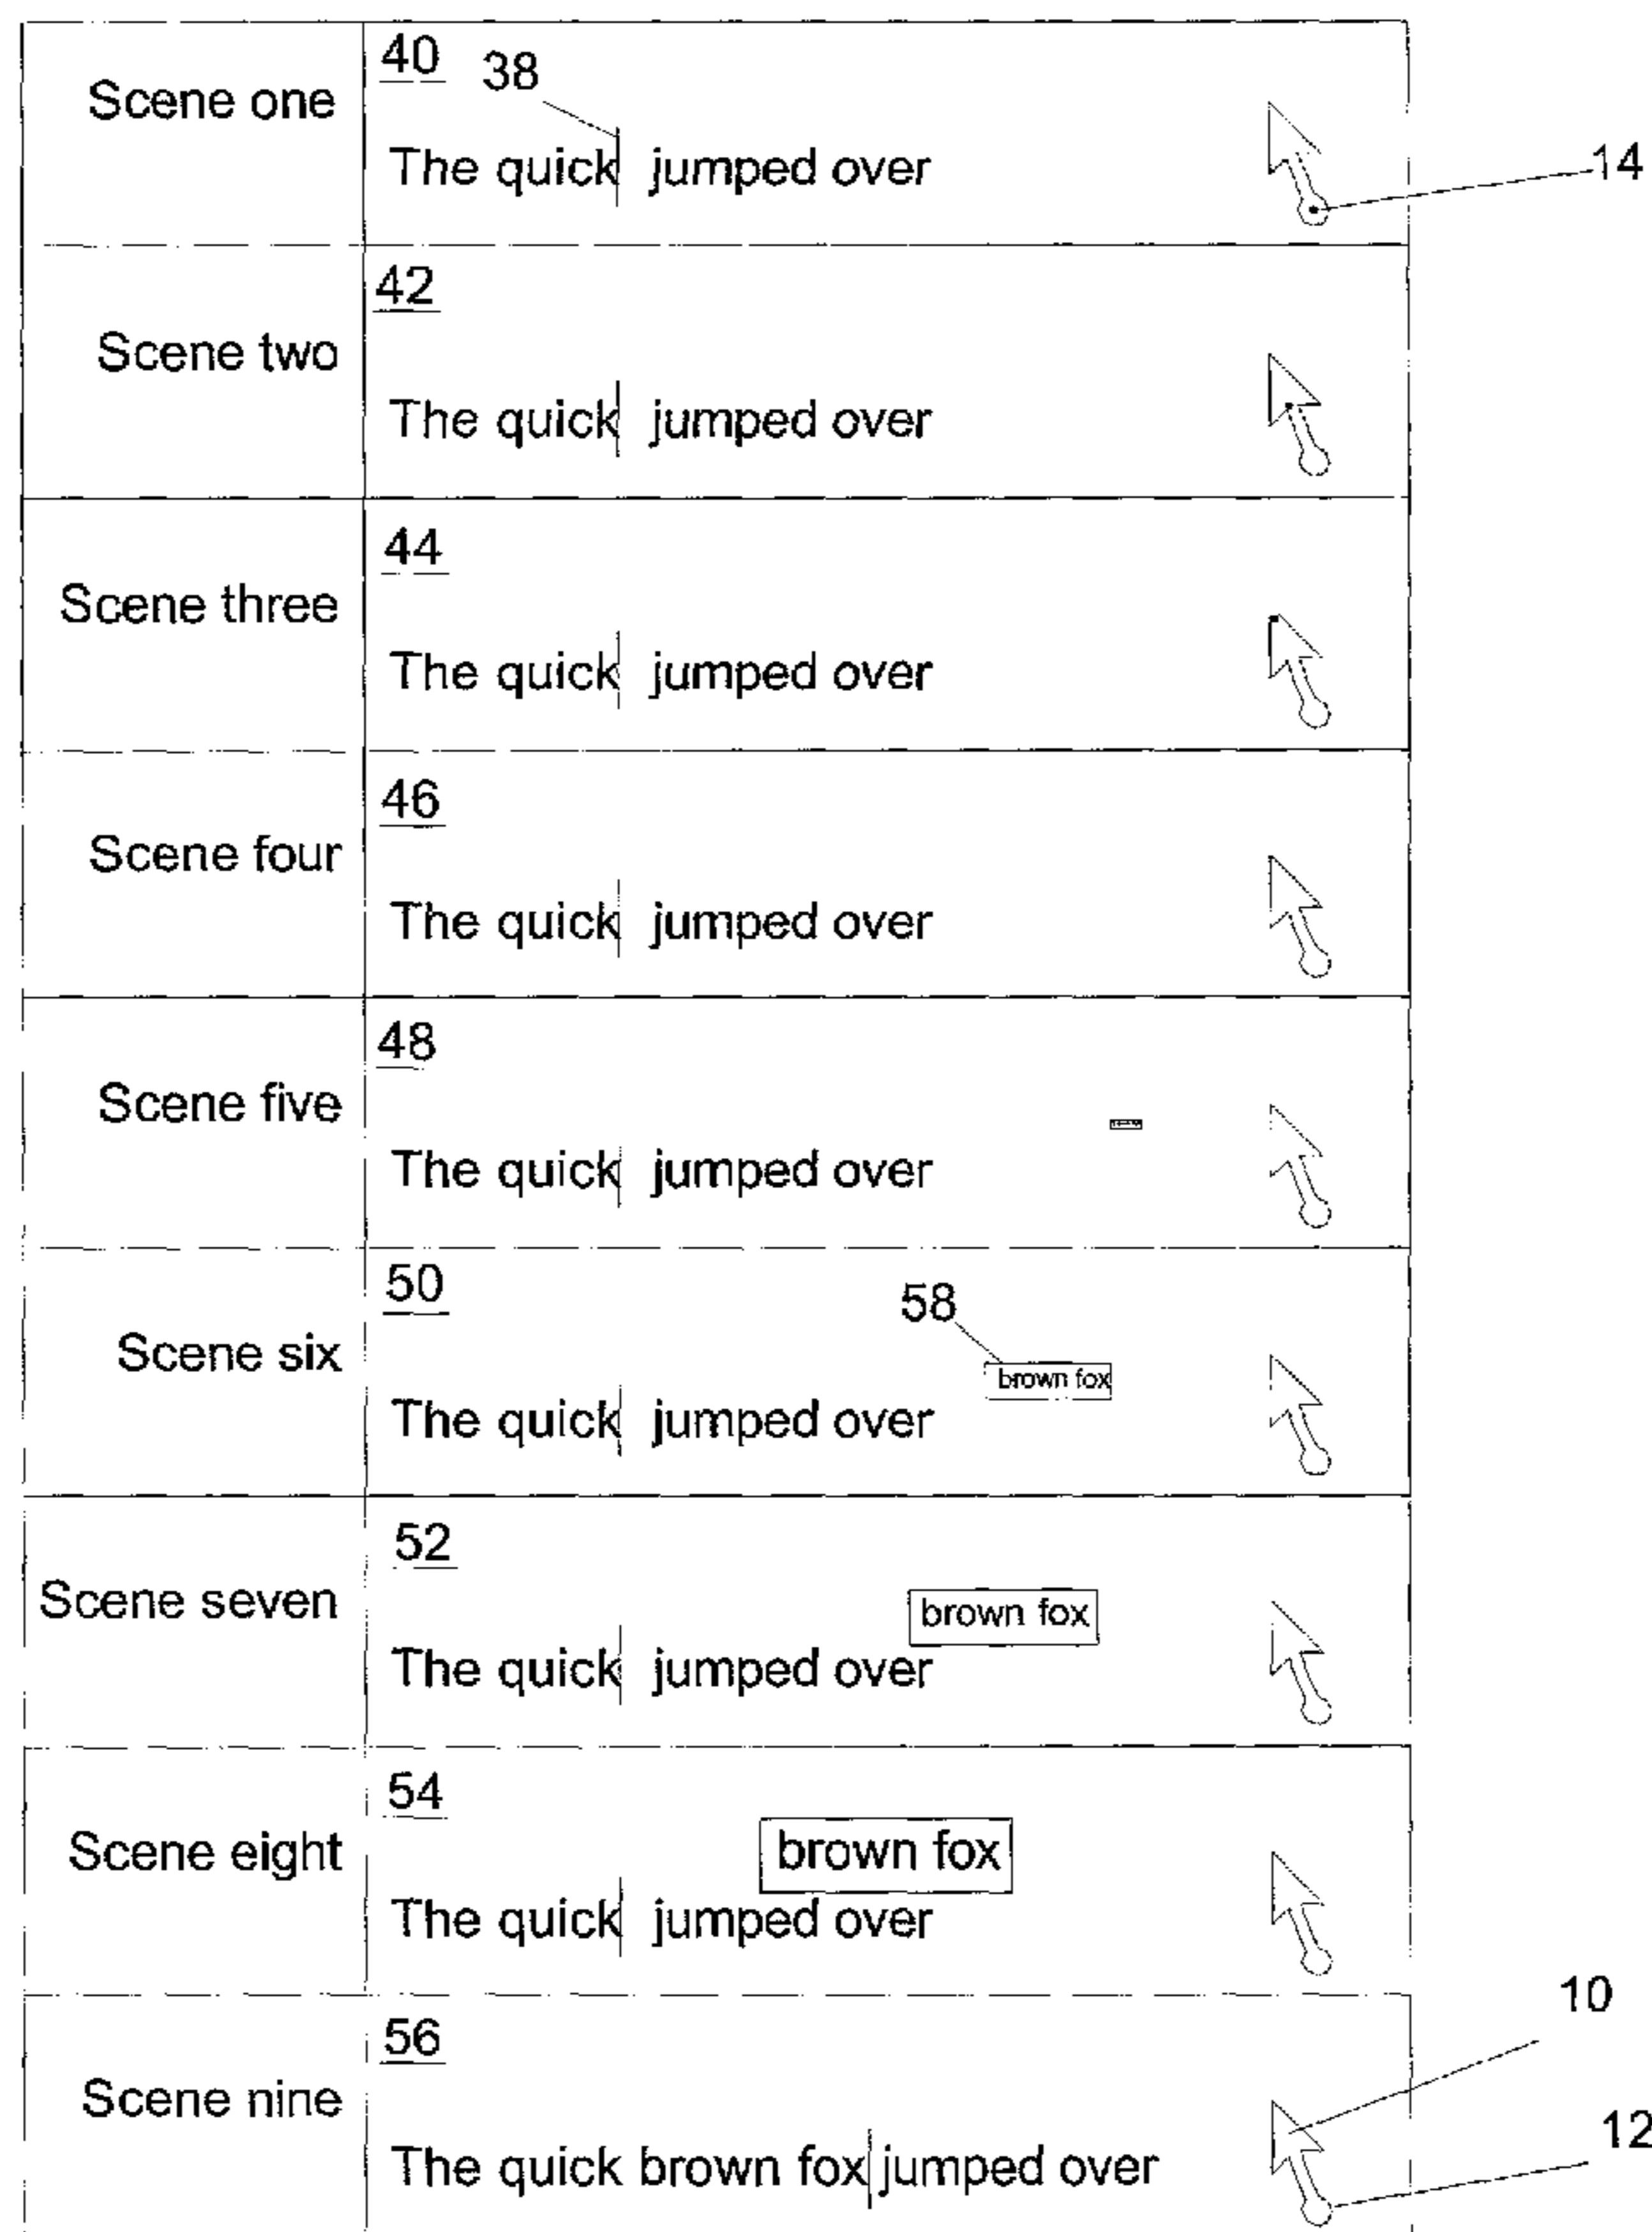 40 38
Scene one
The quick jumped over
14
42
Scene two
The quick jumped over
44
Scene three
The quick jumped over
46
Scene four
The quick jumped over
48
Scene five
The quick jumped over
50
58
Scene six
brown fox
The quick jumped over
52
Scene seven
brown fox
The quick jumped over
54
Scene eight
brown fox
The quick jumped over
10
56
Scene nine
12
The quick brown fox jumped over